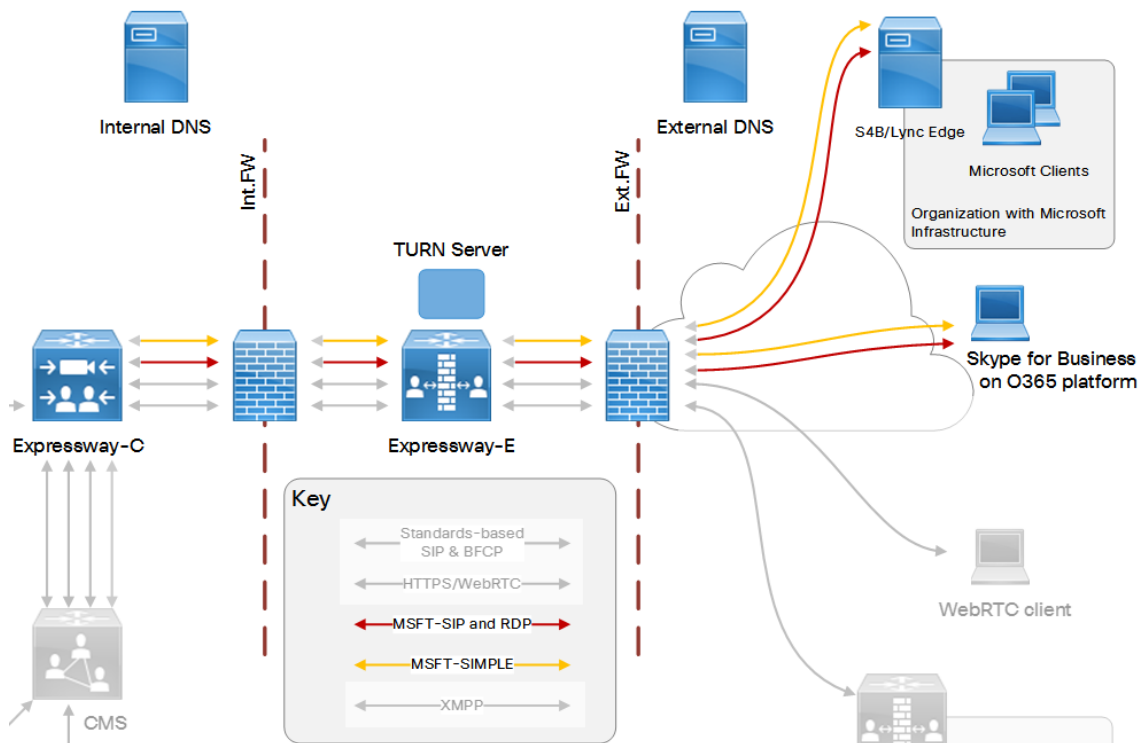 Internal DNS
External DNS
S4B/Lync Edge
Microsoft Clients
Organization with Microsoft
Infrastructure
Int.FW
Ext.FW
TURN Server
Skype for Business
on O365 platform
Expressway-C
Expressway-E
Key
Standards-based
SIP & BFCP
HTTPS/WebRTC
MSFT-SIP and RDP
MSFT-SIMPLE
XMPP
WebRTC client
CMS